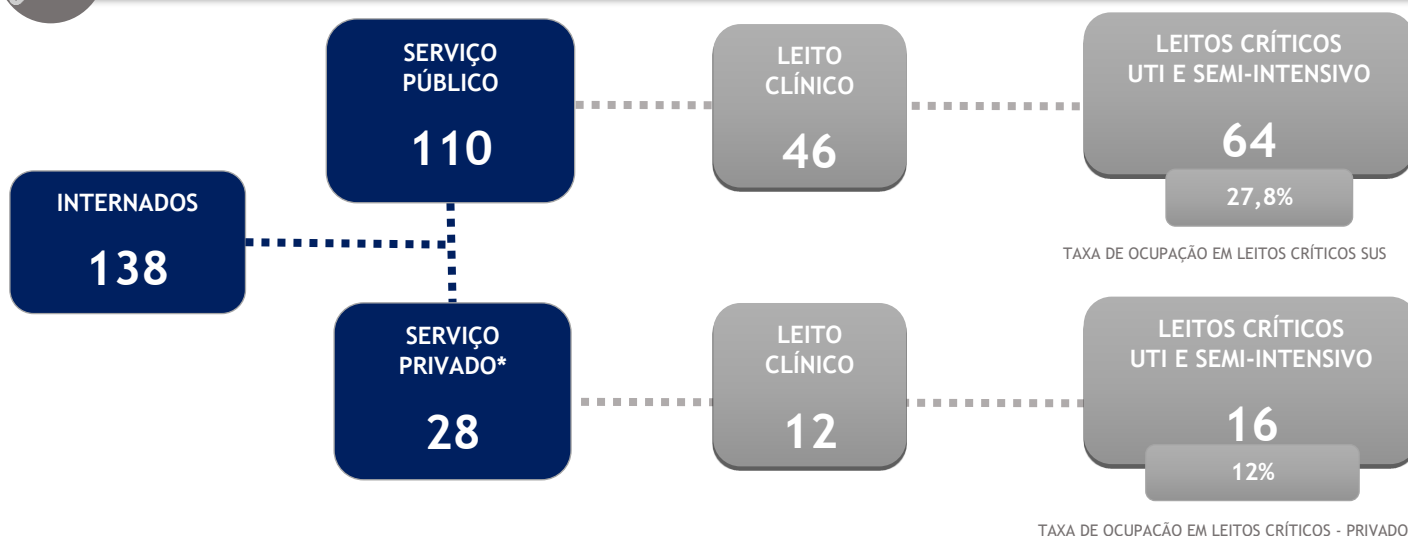 INTERNADOS
138
SERVIÇO
PÚBLICO
110
LEITO
CLÍNICO
46
LEITOS CRÍTICOS
UTI E SEMI-INTENSIVO
64
27,8%
TAXA DE OCUPAÇÃO EM LEITOS CRÍTICOS SUS
SERVIÇO
PRIVADO*
28
LEITO
CLÍNICO
12
LEITOS CRÍTICOS
UTI E SEMI-INTENSIVO
16
12%
TAXA DE OCUPAÇÃO EM LEITOS CRÍTICOS - PRIVADO